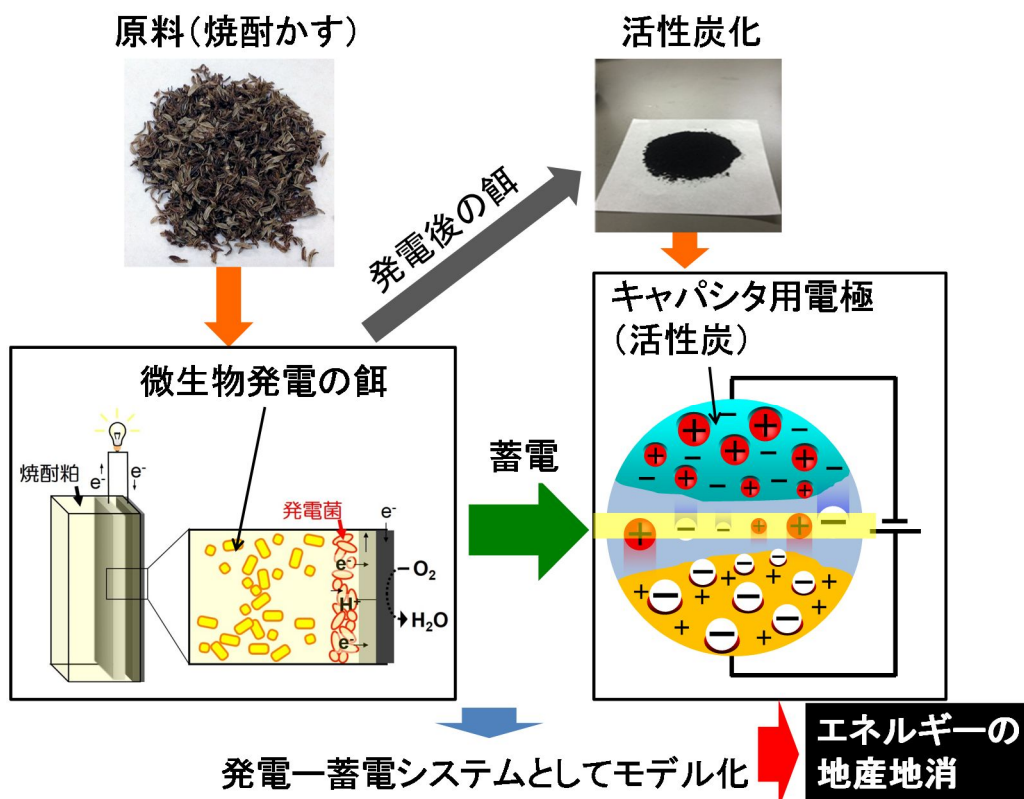 原料(焼酎かす)
活性炭化
発電後の餌
キャパシタ用電極
(活性炭)
微生物発電の餌
焼酎粕
e-
e-
発電菌
e-
e-
H+
e-
O2
H2O
蓄電
発電ー蓄電システムとしてモデル化
エネルギーの
地産地消